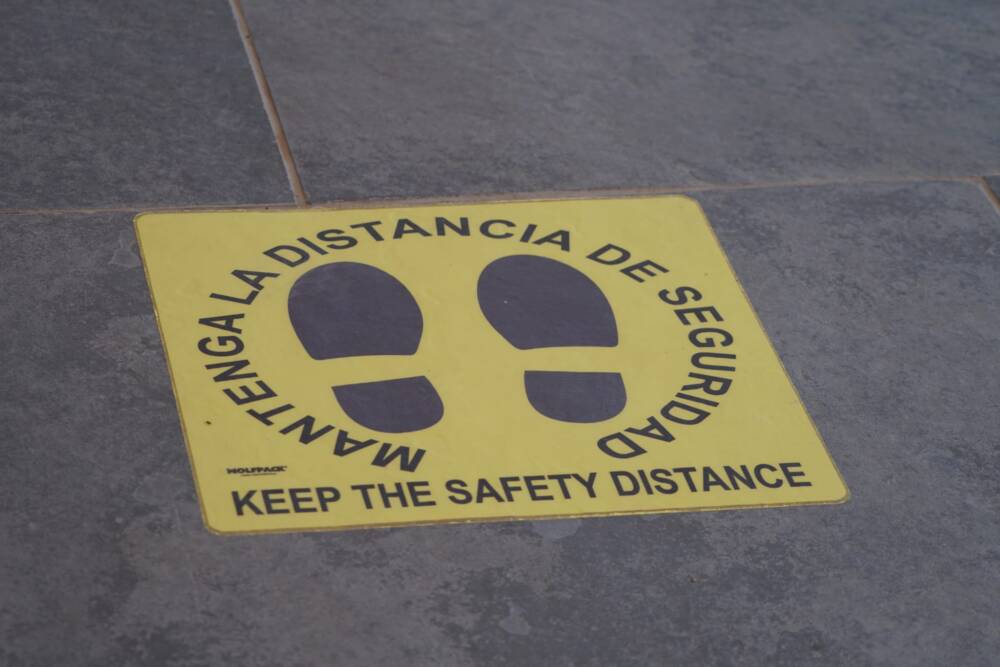 MANTENGA LA DISTANCIA DE SEGURIDAD
WOLFPACK
KEEP THE SAFETY DISTANCE